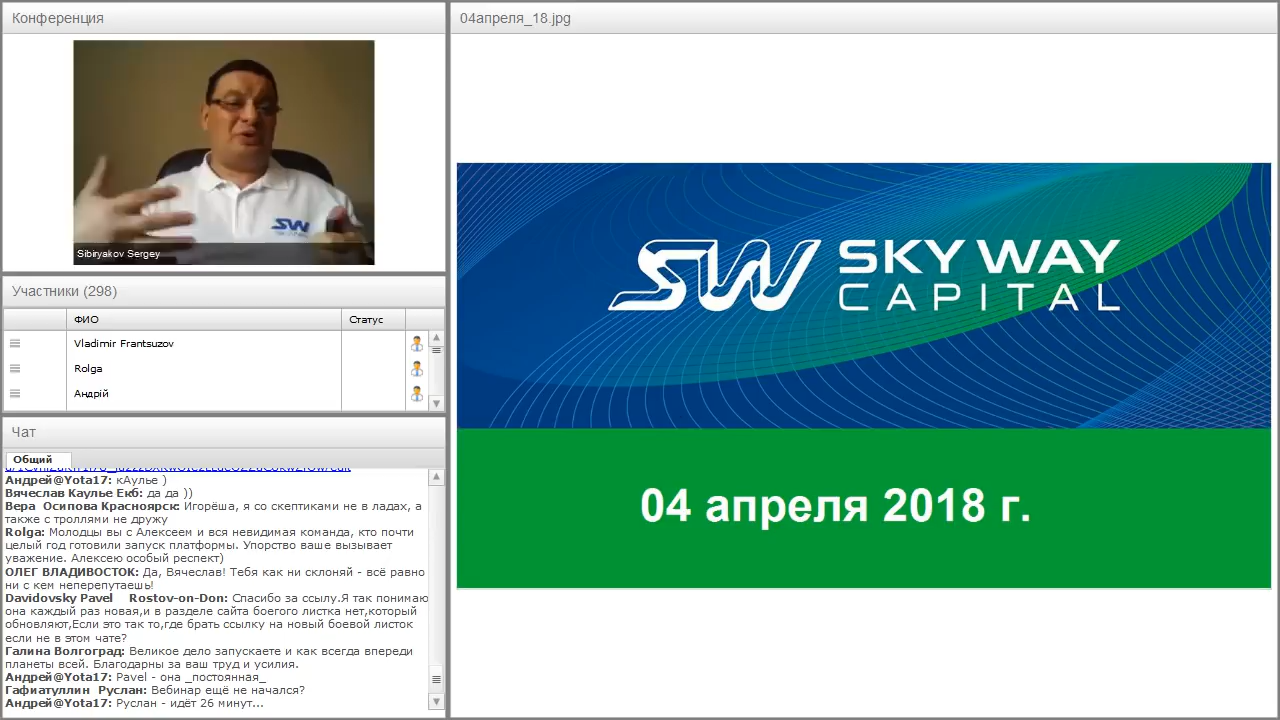 Конференция
Sibiryakov Sergey
SW
Участники (298)
ФИО
Статус
Vladimir Frantsuzov
Rolga
Андрій
Чат
Общий
Андрей@Yota17: кАулье )
Вячеслав Каулье Екб: да да ))
Вера Осипова Красноярск: Игорёша, я со скептиками не в ладах, а
также с троллями не дружу
Rolga: Молодцы вы с Алексеем и вся невидимая команда, кто почти
целый год готовили запуск платформы. Упорство ваше вызывает
уважение. Алексею особый респект)
ОЛЕГ ВЛАДИВОСТОК: Да, Вячеслав! Тебя как ни склоняй - всё равно
ни с кем неперепутаешь!
Davidovsky Pavel Rostov-on-Don: Спасибо за ссылу.Я так понимаю
она каждый раз новая,и в разделе сайта боегого листка нет,который
обновляют,Если это так то,где брать ссылку на новый боевой листок
если не в этом чате?
Галина Волгоград: Великое дело запускаете и как всегда впереди
планеты всей. Благодарны за ваш труд и усилия.
Андрей@Yota17: Pavel - она _постоянная_
Гафиатуллин Руслан: Вебинар ещё не начался?
Андрей@Yota17: Руслан - идёт 26 минут...
04апреля_18.jpg
SW SKY WAY
CAPITAL
04 апреля 2018 г.